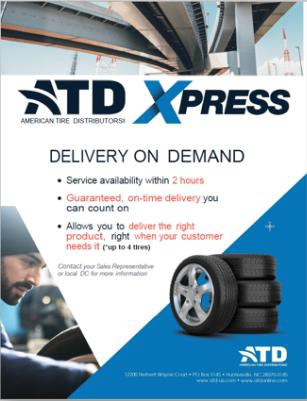 ATD XPRESS
AMERICAN TIRE DISTRIBUTORS®
DELIVERY ON DEMAND
• Service availability within 2 hours
• Guaranteed, on-time delivery you
can count on
• Allows you to deliver the right
product, right when your customer
needs it (*up to 4 tires)
Contact your Sales Representative
or local DC for more information
ATD
AMERICAN TIRE DISTRIBUTORS®
12200 Herbert Wayne Court • PO Box 3145 • Huntersville, NC 28070-3145
www.atd-us.com • www.atdonline.com